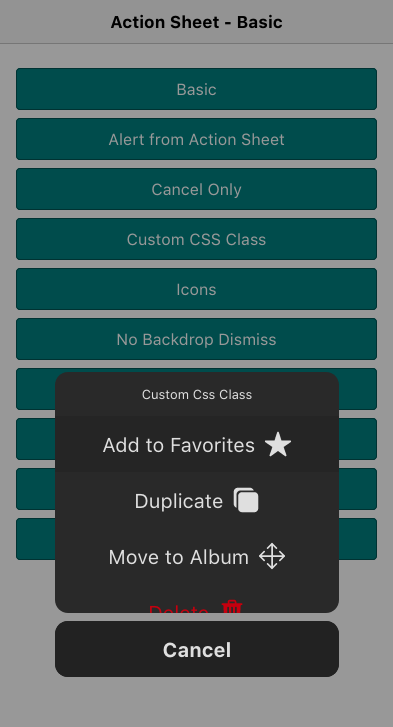 Action Sheet - Basic
Basic
Alert from Action Sheet
Cancel Only
Custom CSS Class
Icons
No Backdrop Dismiss
Custom Css Class
Add to Favorites
Duplicate
Move to Album
Delete
Cancel